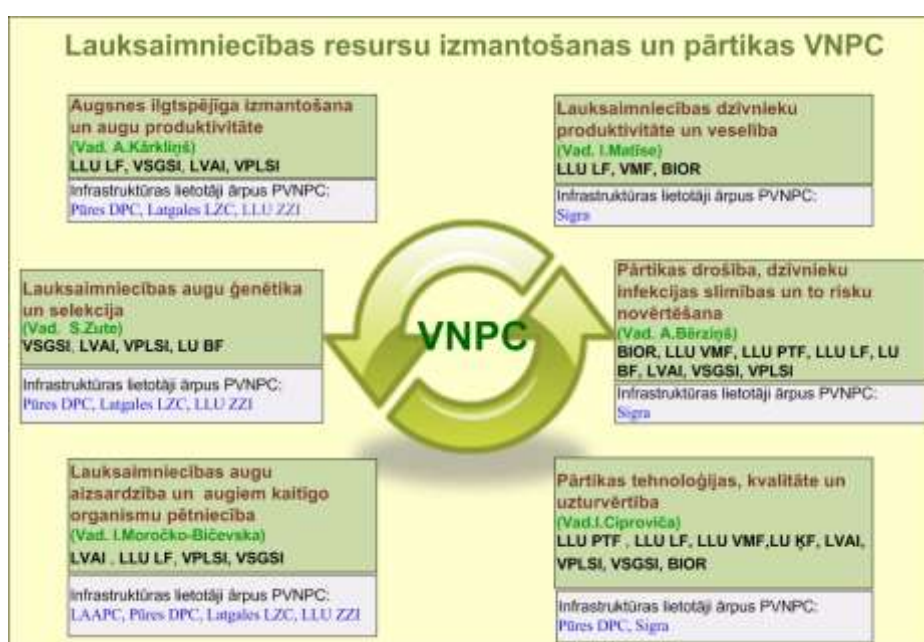 Lauksaimniecības resursu izmantošanas un pārtikas VNPC
Augsnes ilgtspējīga izmantošana
un augu produktivitāte
(Vad. A.Kārkliņš)
LLU LF, VSGSI, LVAI, VPLSI
Infrastruktūras lietotāji ārpus PVNPC:
Pūres DPC, Latgales LZC, LLU ZZI
Lauksaimniecības dzīvnieku
produktivitāte un veselība
(Vad. I.Matīse)
LLU LF, VMF, BIOR
Infrastruktūras lietotāji ārpus PVNPC:
Sigra
Lauksaimniecības augu ģenētika
un selekcija
(Vad. S.Zute)
VSGSI, LVAI, VPLSI, LU BF
Infrastruktūras lietotāji ārpus PVNPC:
Pūres DPC, Latgales LZC, LLU ZZI
VNPC
Pārtikas drošība, dzīvnieku
infekcijas slimības un to risku
novērtēšana
(Vad. A.Bērziņš)
BIOR, LLU VMF, LLU PTF, LLU LF, LU
BF, LVAI, VSGSI, VPLSI
Infrastruktūras lietotāji ārpus PVNPC:
Sigra
Lauksaimniecības augu
aizsardzība un augiem kaitīgo
organismu pētniecība
(Vad. I.Moročko-Bičevska)
LVAI , LLU LF, VPLSI, VSGSI
Infrastruktūras lietotāji ārpus PVNPC:
LAAPC, Pūres DPC, Latgales LZC, LLU ZZI
Pārtikas tehnoloģijas, kvalitāte un
uzturvērtība
(Vad.I.Ciproviča)
LLU PTF , LLU LF, LLU VMF,LU ĶF, LVAI,
VPLSI, VSGSI, BIOR
Infrastruktūras lietotāji ārpus PVNPC:
Pūres DPC, Sigra